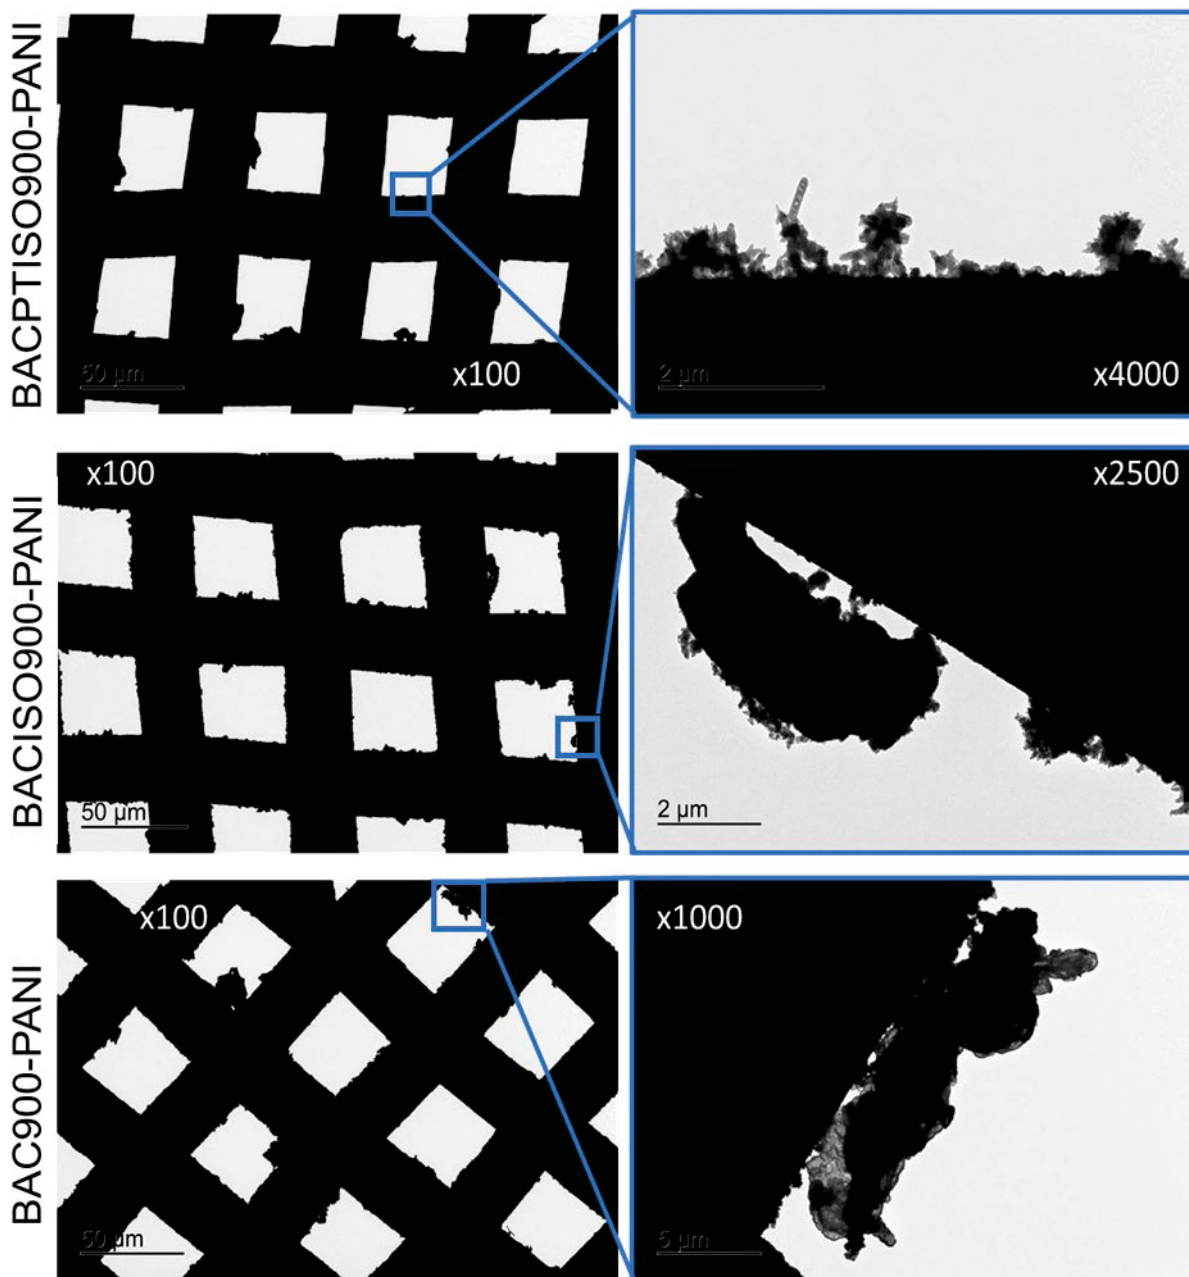 BACPTISO900-PANI
50 µm
x100
2 µm
x4000
BACISO900-PANI
x100
50 µm
x2500
2 µm
BAC900-PANI
x100
50 µm
x1000
5 µm